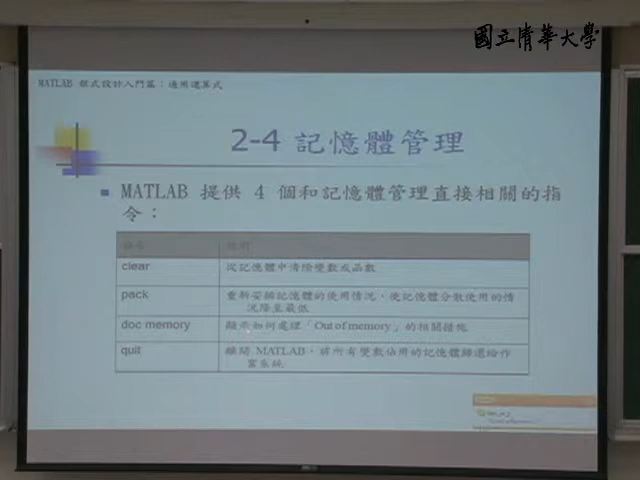 國立清華大學
MATLAB 程式設計入門篇：通用運算式
2-4 記憶體管理
MATLAB 提供 4 個和記憶體管理直接相關的指
令：
指令 說明
clear 從記憶體中清除變數或函數
pack 重新安排記憶體的使用情況，使記憶體分散使用的情
況降至最低
doc memory 顯示如何處理「Out of memory」的相關措施
quit 離開 MATLAB，將所有變數佔用的記憶體歸還給作
業系統